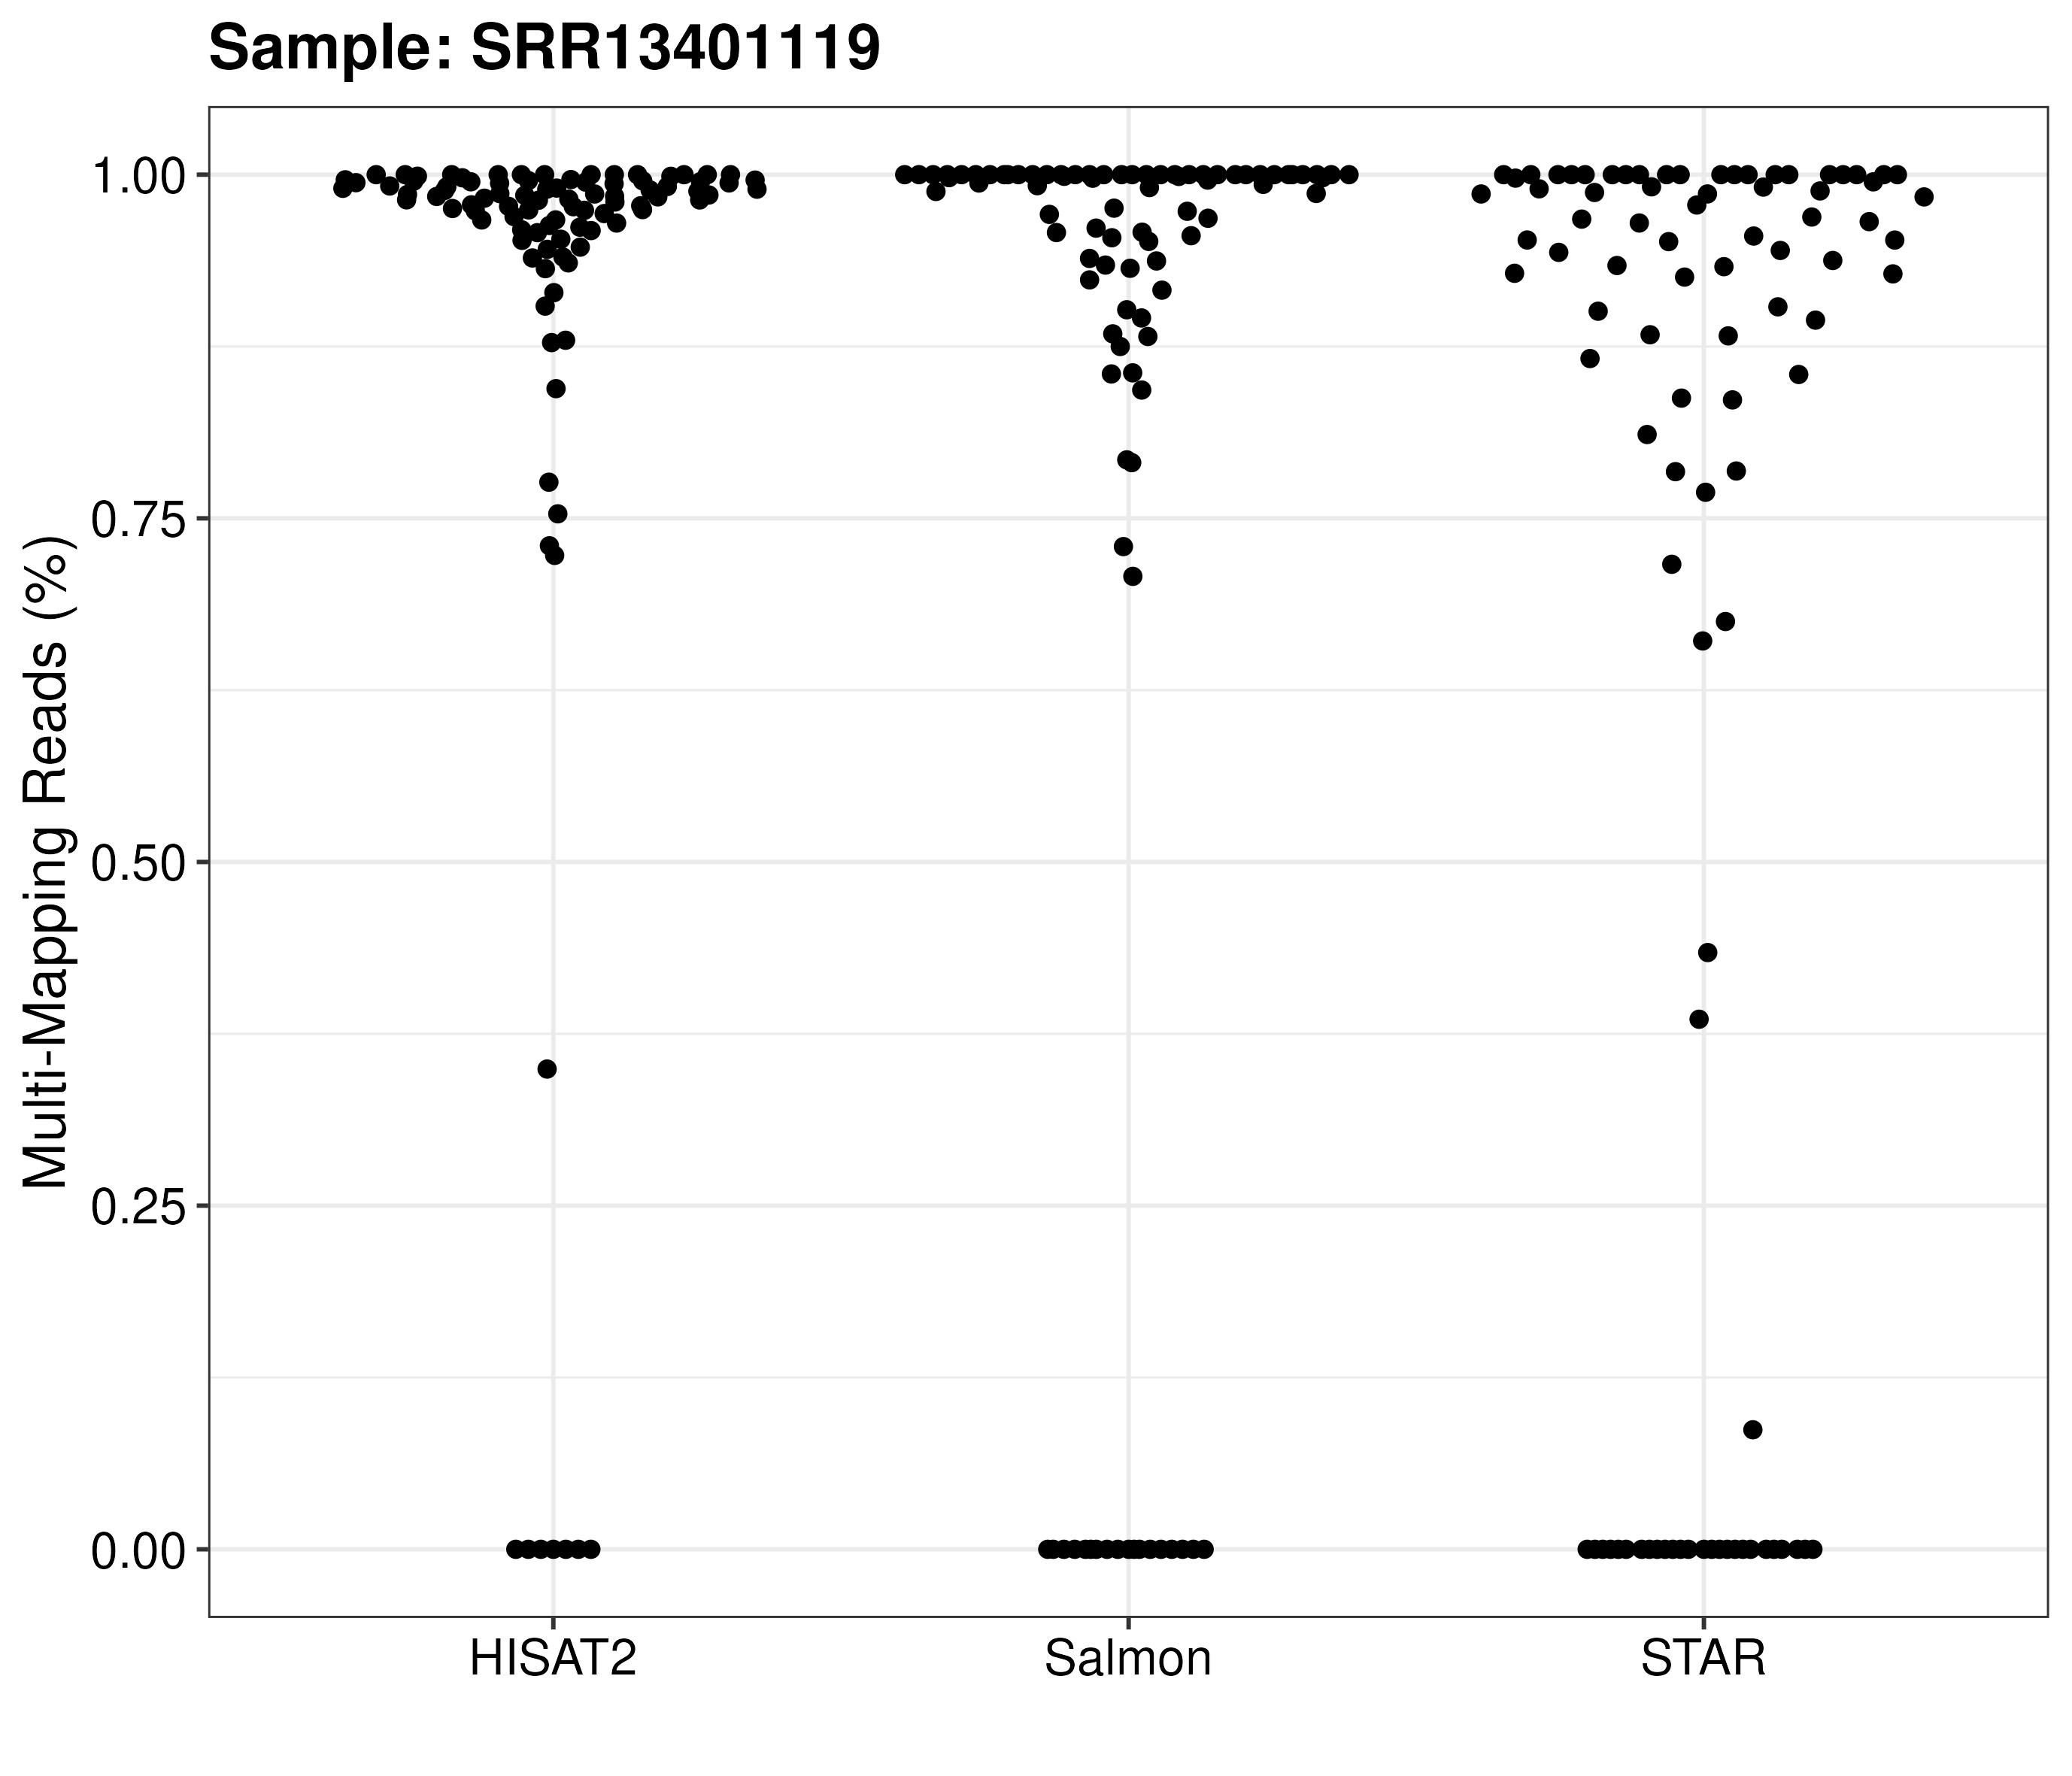 Sample: SRR13401119
Multi-Mapping Reads (%)
1.00
0.75
0.50
0.25
0.00
HISAT2
Salmon
STAR